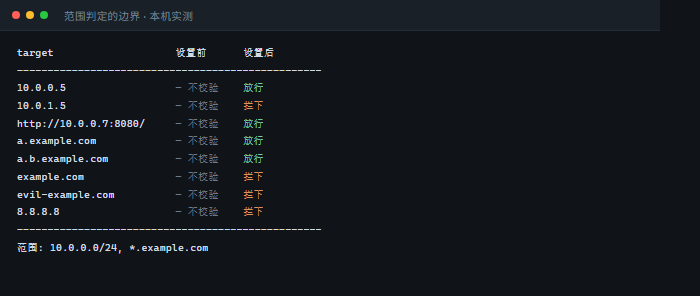 范围判定的边界 · 本机实测
target 设置前 设置后
--------------------------------------------------
10.0.0.5 — 不校验 放行
10.0.1.5 — 不校验 拦下
http://10.0.0.7:8080/ — 不校验 放行
a.example.com — 不校验 放行
a.b.example.com — 不校验 放行
example.com — 不校验 拦下
evil-example.com — 不校验 拦下
8.8.8.8 — 不校验 拦下
--------------------------------------------------
范围: 10.0.0.0/24, *.example.com